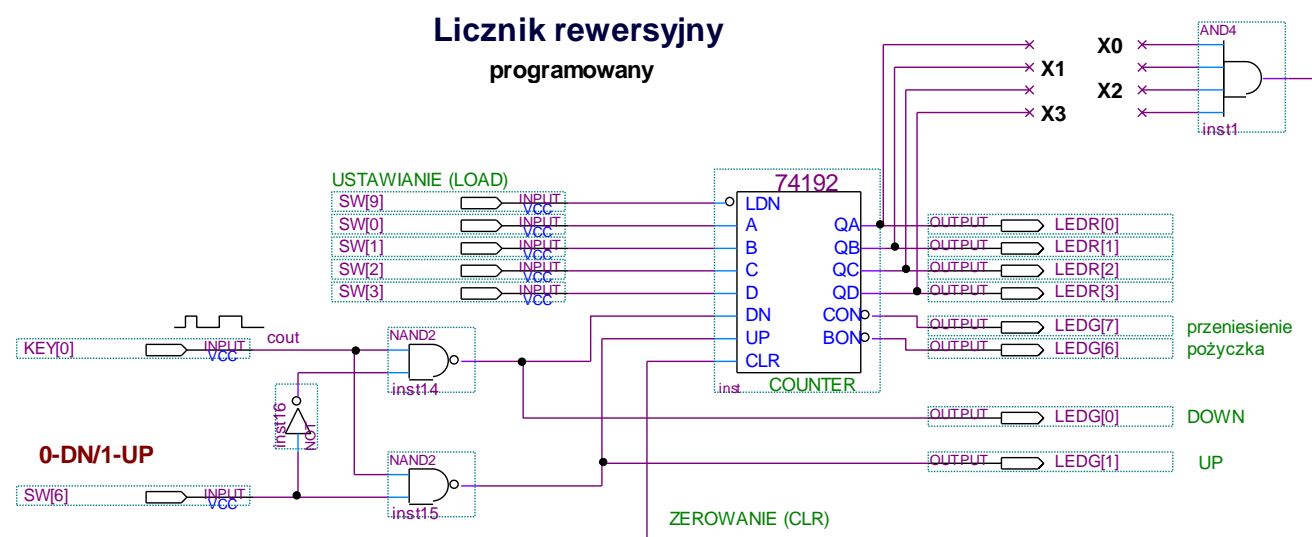 Licznik rewersyjny
programowany
AND4
X0
X1
X2
X3
inst1
USTAWIANIE (LOAD)
74192
SW[9] INPUT VCC LDN
SW[0] INPUT VCC A QA OUTPUT LEDR[0]
SW[1] INPUT VCC B QB OUTPUT LEDR[1]
SW[2] INPUT VCC C QC OUTPUT LEDR[2]
SW[3] INPUT VCC D QD OUTPUT LEDR[3]
DN CON OUTPUT LEDG[7] przeniesienie
UP BON OUTPUT LEDG[6] pożyczka
CLR
inst COUNTER
KEY[0] INPUT VCC cout NAND2
inst14
inst16 NOT
OUTPUT LEDG[0] DOWN
0-DN/1-UP
NAND2
OUTPUT LEDG[1] UP
SW[6] INPUT VCC
inst15
ZEROWANIE (CLR)